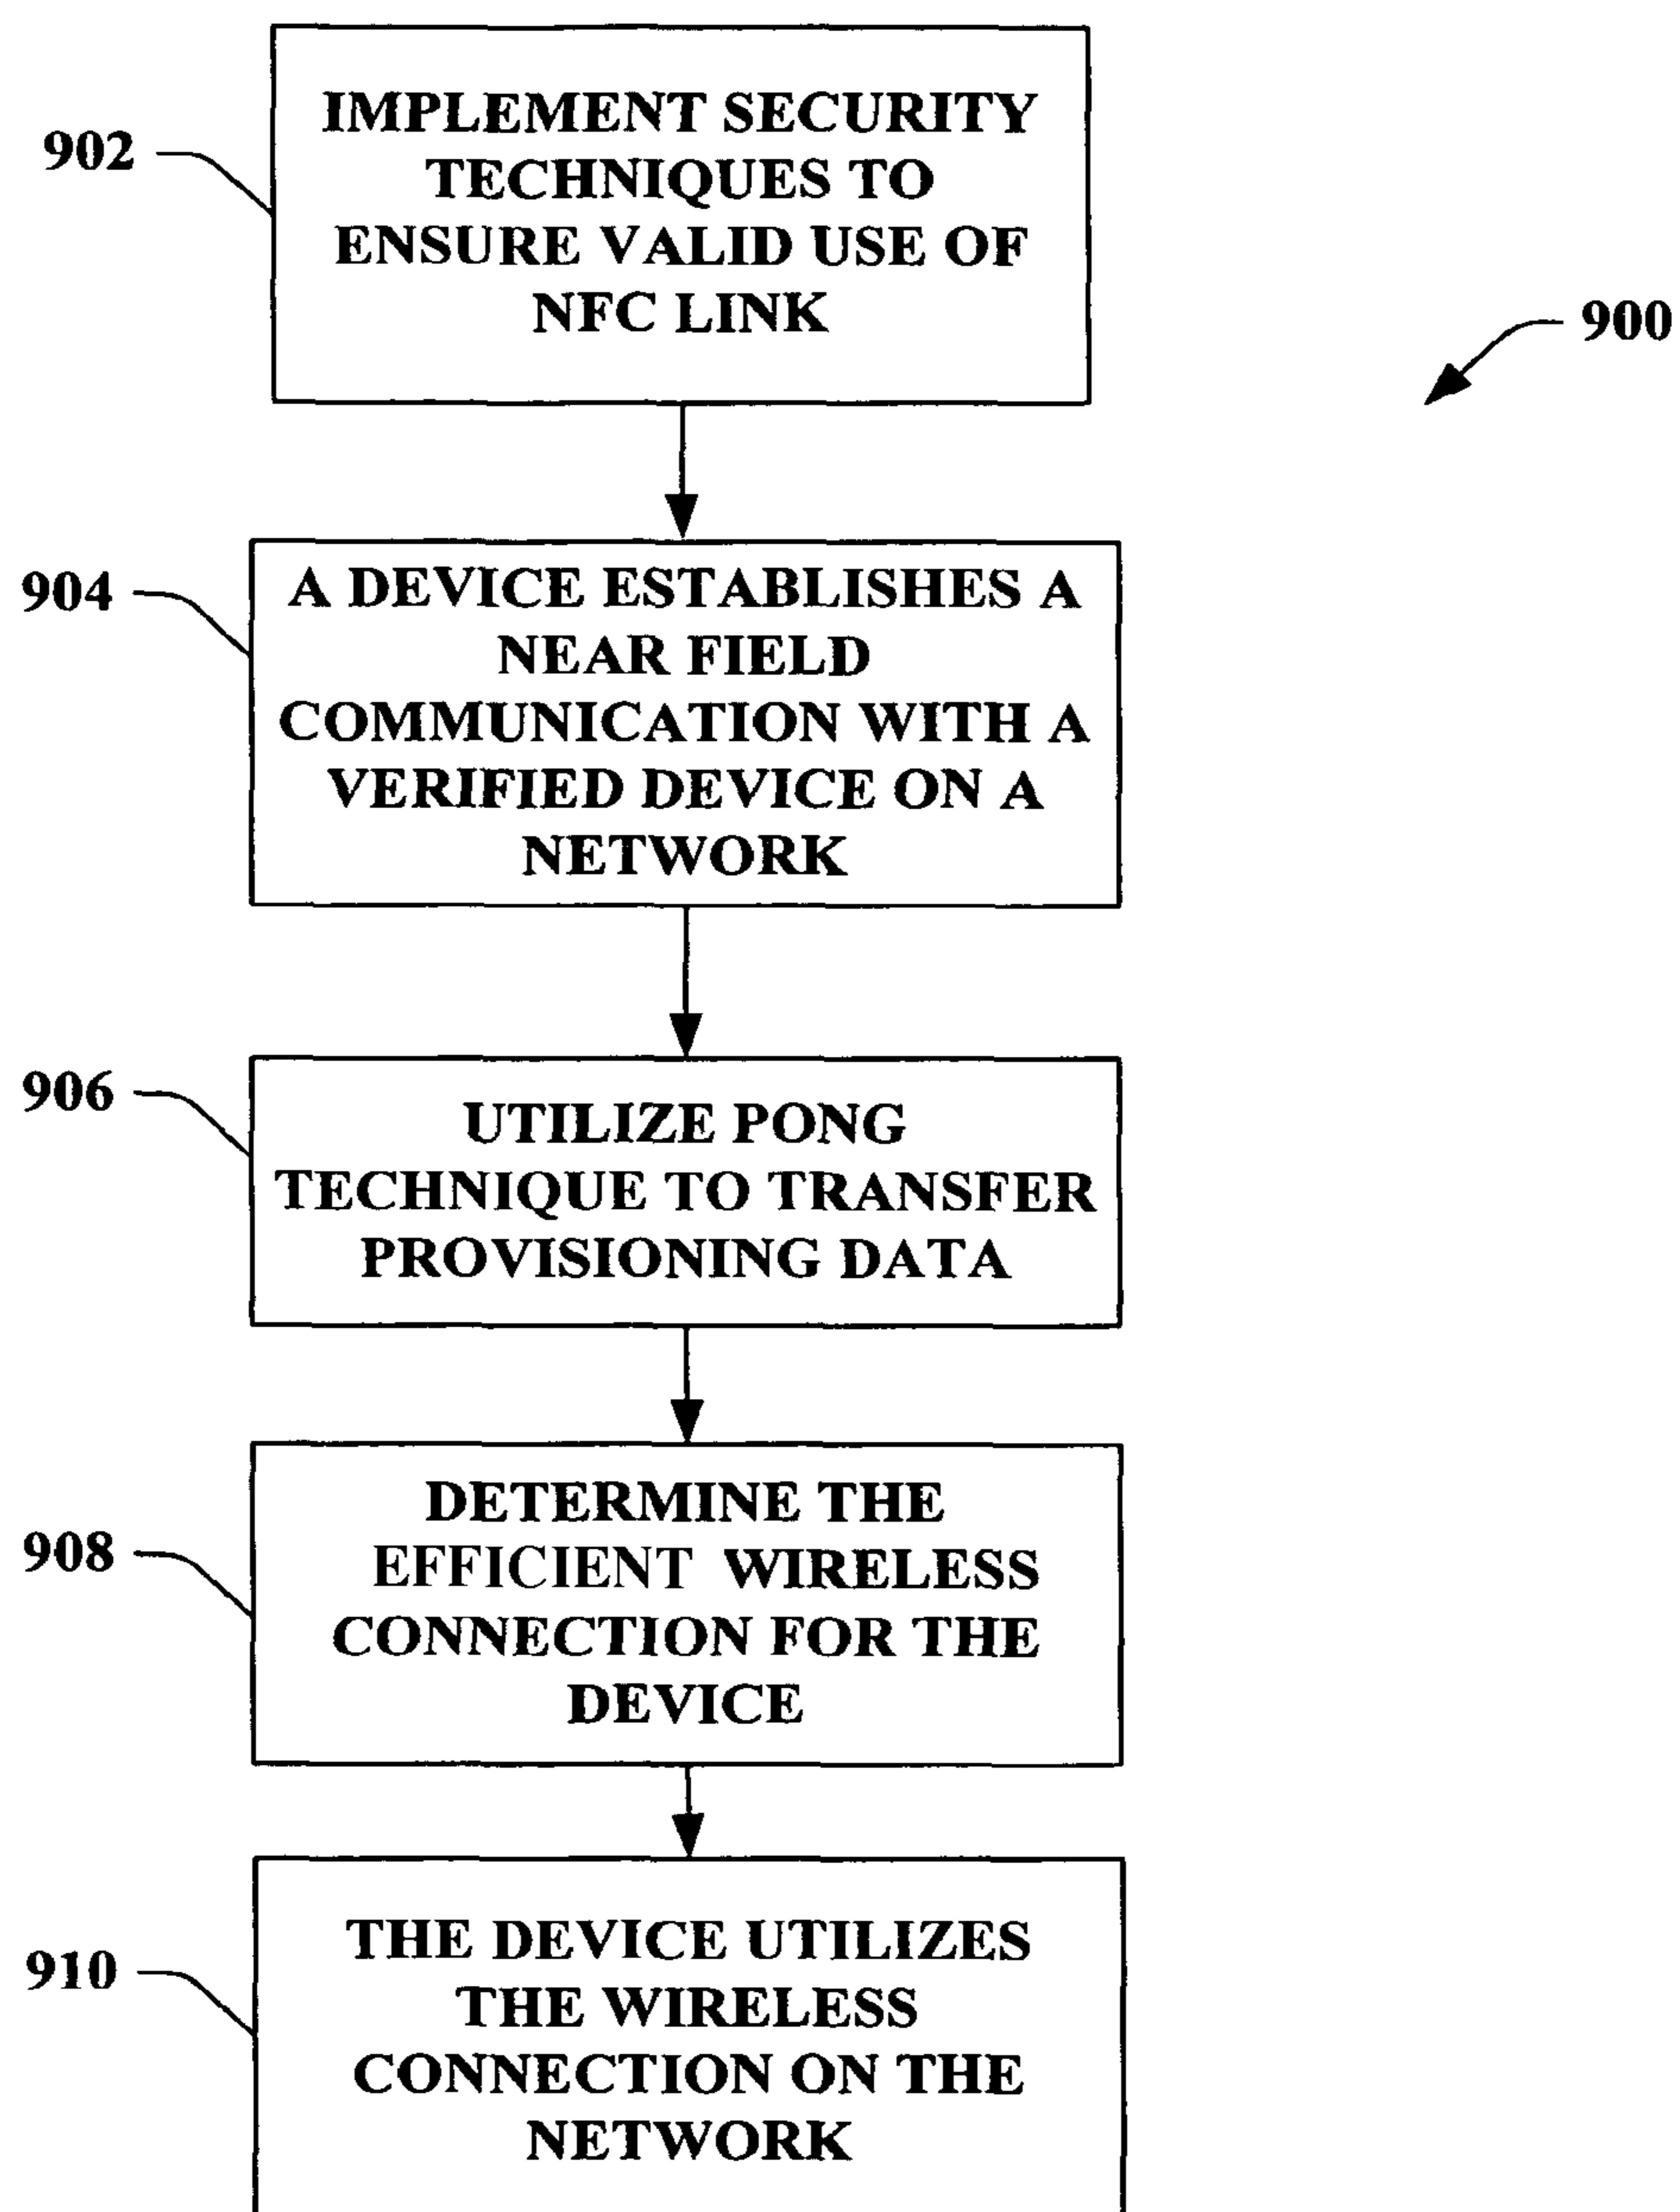 902
IMPLEMENT SECURITY
TECHNIQUES TO
ENSURE VALID USE OF
NFC LINK
900
904
A DEVICE ESTABLISHES A
NEAR FIELD
COMMUNICATION WITH A
VERIFIED DEVICE ON A
NETWORK
906
UTILIZE PONG
TECHNIQUE TO TRANSFER
PROVISIONING DATA
908
DETERMINE THE
EFFICIENT WIRELESS
CONNECTION FOR THE
DEVICE
910
THE DEVICE UTILIZES
THE WIRELESS
CONNECTION ON THE
NETWORK